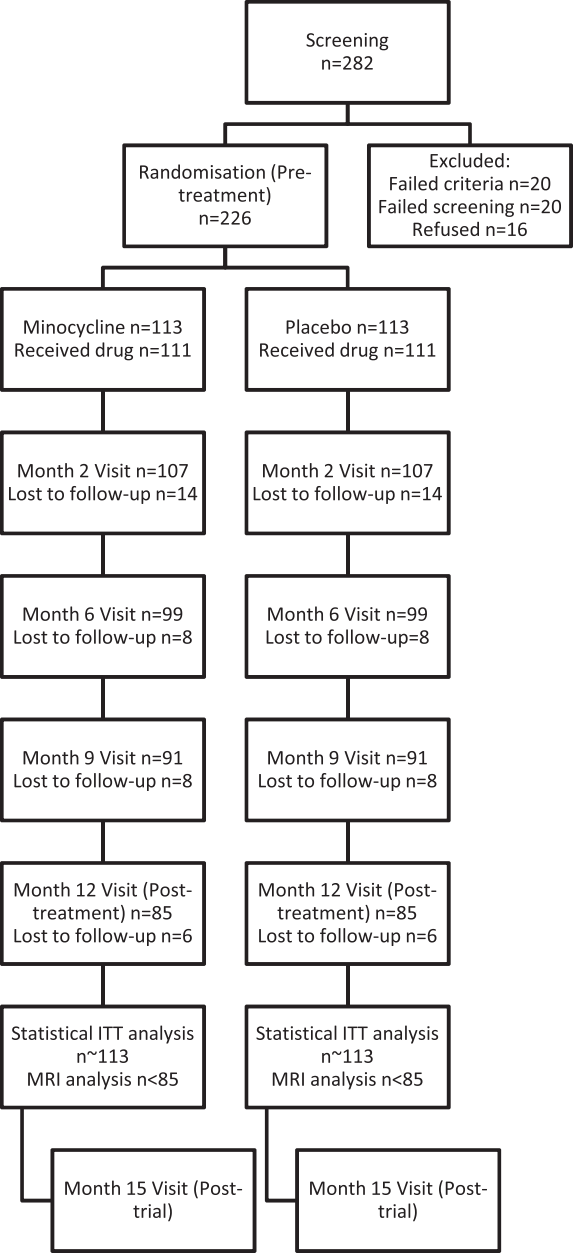 Screening
n=282
Randomisation (Pre-
treatment)
n=226
Excluded:
Failed criteria n=20
Failed screening n=20
Refused n=16
Minocycline n=113
Received drug n=111
Placebo n=113
Received drug n=111
Month 2 Visit n=107
Lost to follow-up n=14
Month 2 Visit n=107
Lost to follow-up n=14
Month 6 Visit n=99
Lost to follow-up n=8
Month 6 Visit n=99
Lost to follow-up=8
Month 9 Visit n=91
Lost to follow-up n=8
Month 9 Visit n=91
Lost to follow-up n=8
Month 12 Visit (Post-
treatment) n=85
Lost to follow-up n=6
Month 12 Visit (Post-
treatment) n=85
Lost to follow-up n=6
Statistical ITT analysis
n~113
MRI analysis n<85
Statistical ITT analysis
n~113
MRI analysis n<85
Month 15 Visit (Post-
trial)
Month 15 Visit (Post-
trial)